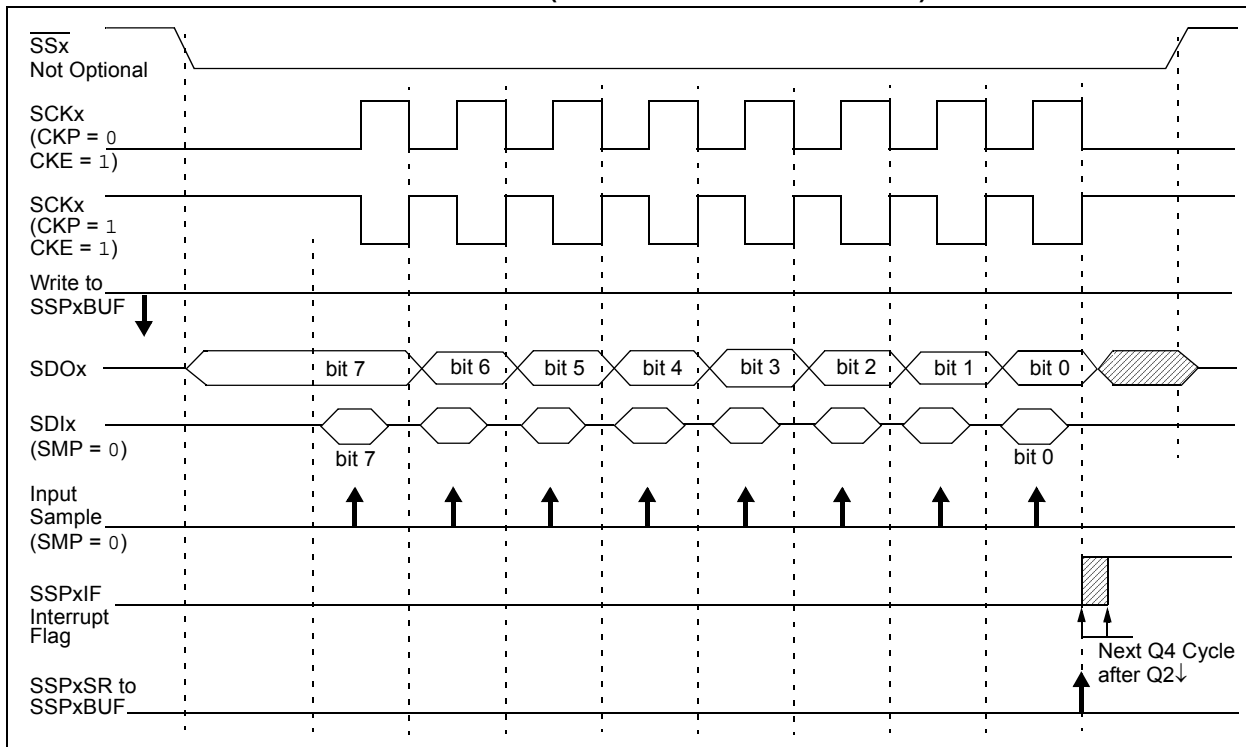 SSx
Not Optional
SCKx
(CKP = 0
CKE = 1)
SCKx
(CKP = 1
CKE = 1)
Write to
SSPxBUF
SDOx
bit 7 bit 6 bit 5 bit 4 bit 3 bit 2 bit 1 bit 0
SDIx
(SMP = 0)
bit 7 bit 0
Input
Sample
(SMP = 0)
SSPxIF
Interrupt
Flag
Next Q4 Cycle
after Q2↓
SSPxSR to
SSPxBUF